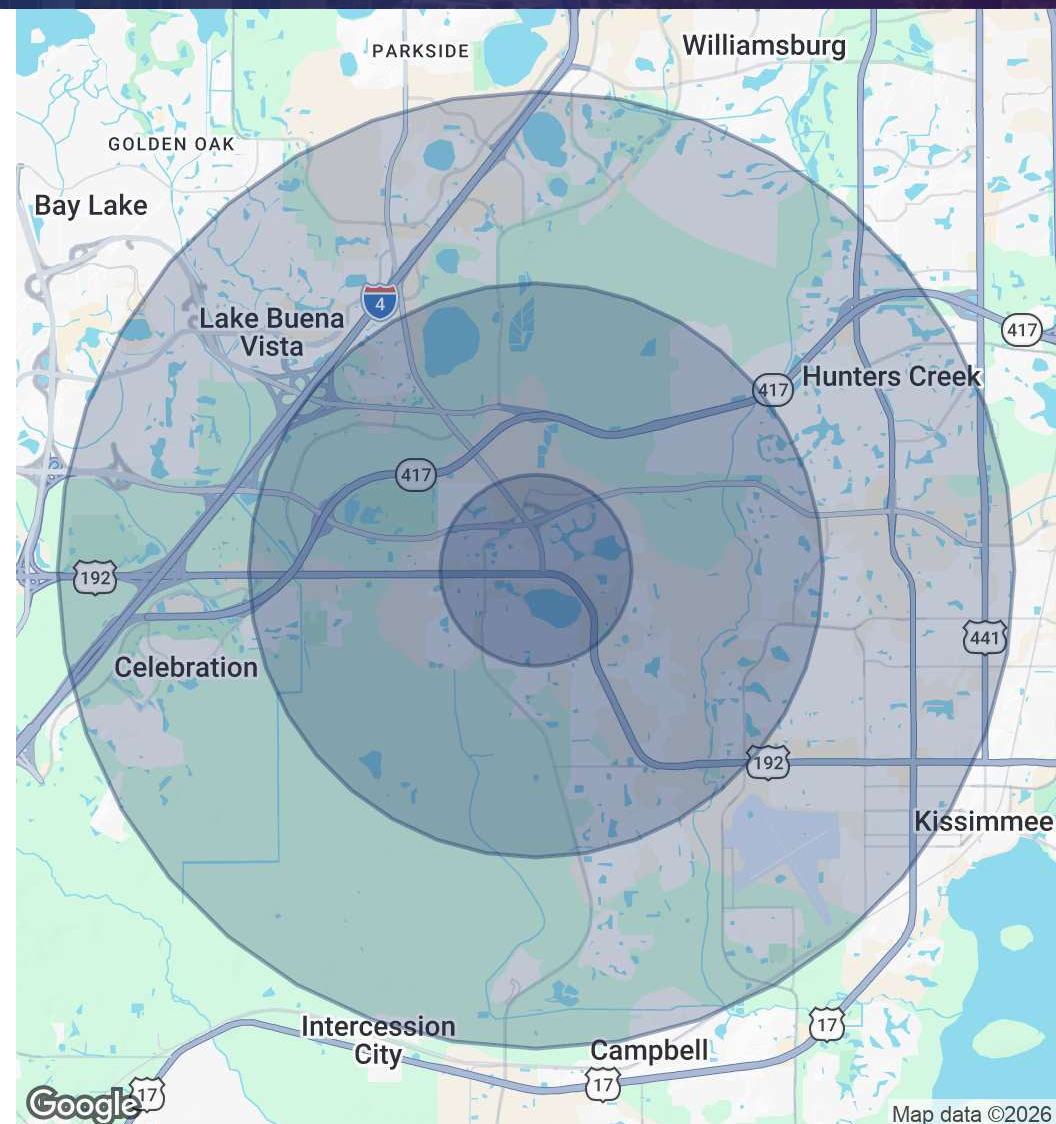 PARKSIDE
Williamsburg
GOLDEN OAK
Bay Lake
4
Lake Buena
Vista
417
Hunters Creek
417
417
192
441
Celebration
192
Kissimmee
Intercession
City
17
Campbell
17
17
Google
Map data ©2026